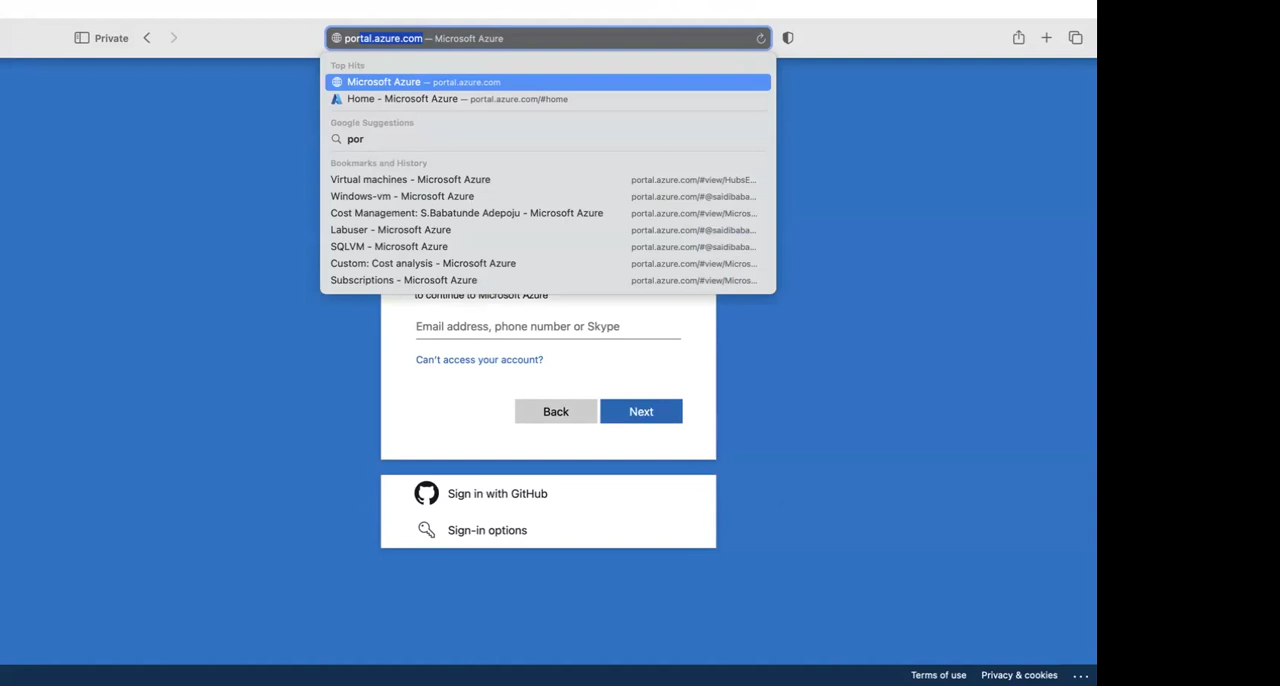 Private
portal.azure.com — Microsoft Azure
Top Hits
Microsoft Azure — portal.azure.com
Home - Microsoft Azure — portal.azure.com/#home
Google Suggestions
por
Bookmarks and History
Virtual machines - Microsoft Azure portal.azure.com/#view/HubsE...
Windows-vm - Microsoft Azure portal.azure.com/#@saidibaba...
Cost Management: S.Babatunde Adepoju - Microsoft Azure portal.azure.com/#view/Micros...
Labuser - Microsoft Azure portal.azure.com/#@saidibaba...
SQLVM - Microsoft Azure portal.azure.com/#@saidibaba...
Custom: Cost analysis - Microsoft Azure portal.azure.com/#view/Micros...
Subscriptions - Microsoft Azure portal.azure.com/#view/Micros...
to continue to Microsoft Azure
Email address, phone number or Skype
Can't access your account?
Back Next
Sign in with GitHub
Sign-in options
Terms of use Privacy & cookies ...